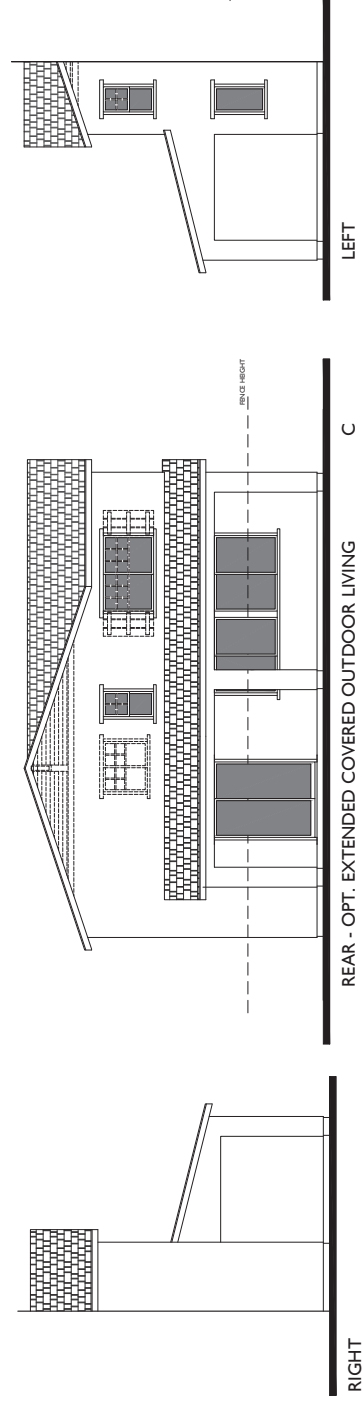 RIGHT
REAR - OPT. EXTENDED COVERED OUTDOOR LIVING
C
LEFT
FENCE HEIGHT